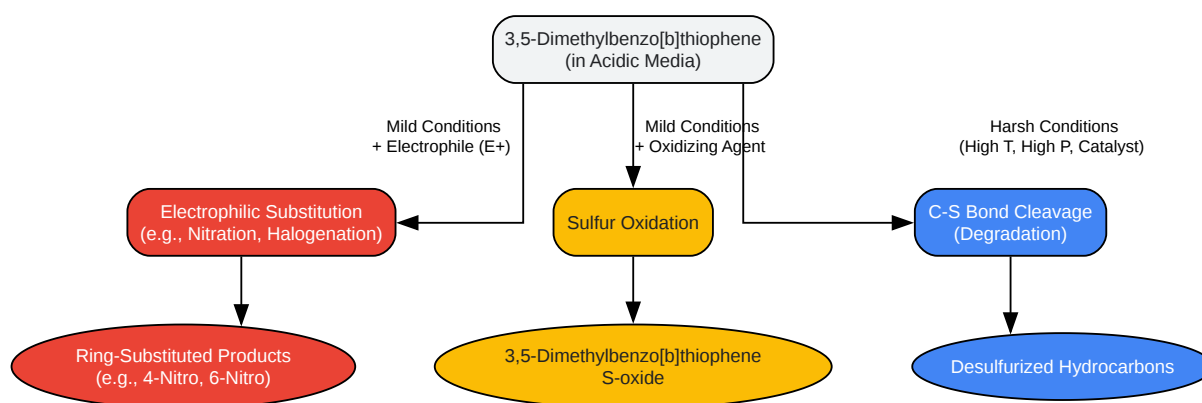 3,5-Dimethylbenzo[b]thiophene
(in Acidic Media)
Mild Conditions
+ Electrophile (E+)
Mild Conditions
+ Oxidizing Agent
Harsh Conditions
(High T, High P, Catalyst)
Electrophilic Substitution
(e.g., Nitration, Halogenation)
Sulfur Oxidation
C-S Bond Cleavage
(Degradation)
Ring-Substituted Products
(e.g., 4-Nitro, 6-Nitro)
3,5-Dimethylbenzo[b]thiophene
S-oxide
Desulfurized Hydrocarbons